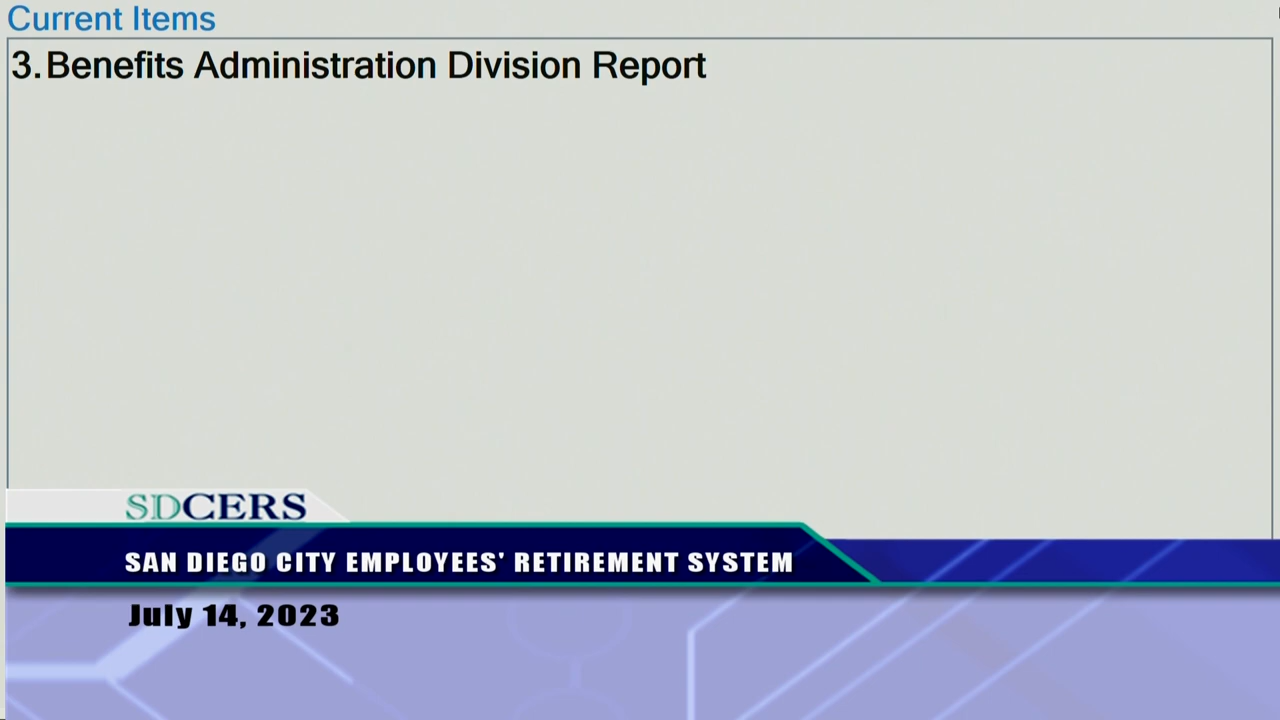 Current Items
3. Benefits Administration Division Report
SDCERS
SAN DIEGO CITY EMPLOYEES' RETIREMENT SYSTEM
July 14, 2023